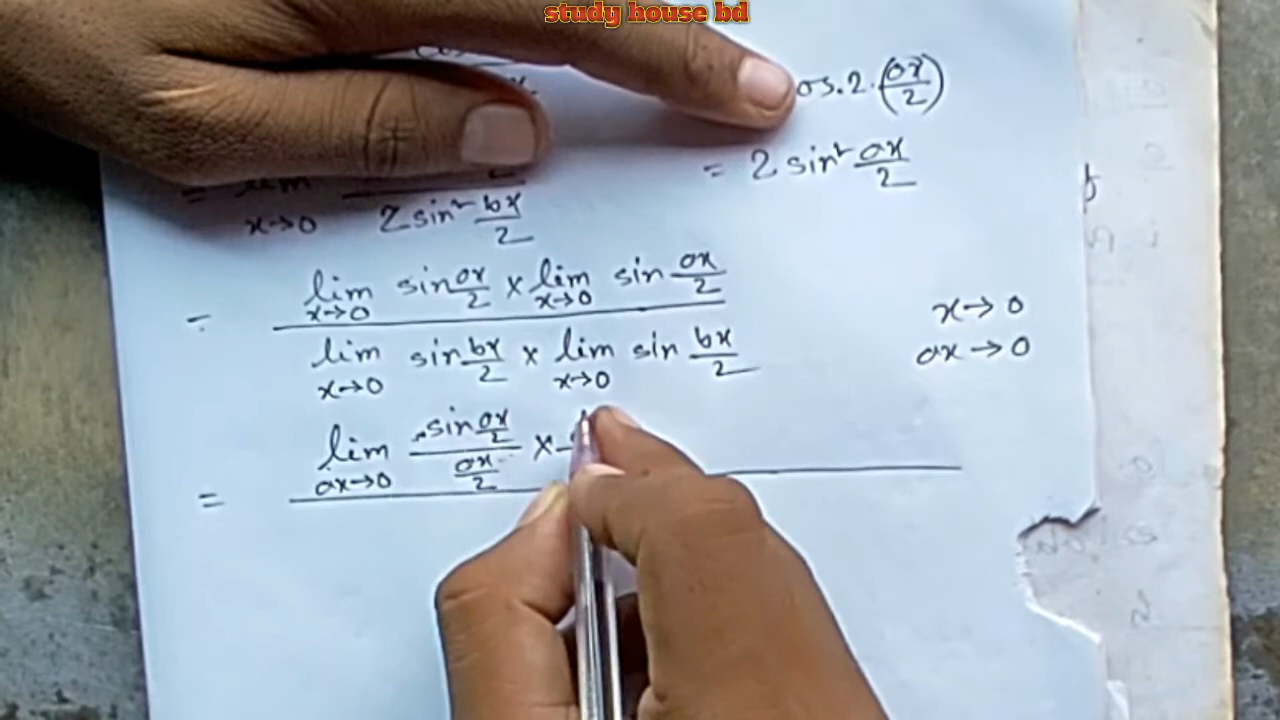 study house bd
os.2.(ax/2)
= 2 sin² ax/2
x→0 2 sin² bx/2
= lim x→0 sin ax/2 × lim x→0 sin ax/2
lim x→0 sin bx/2 × lim x→0 sin bx/2
x→0
ax→0
= lim ax→0 sin ax/2 / ax/2 ×